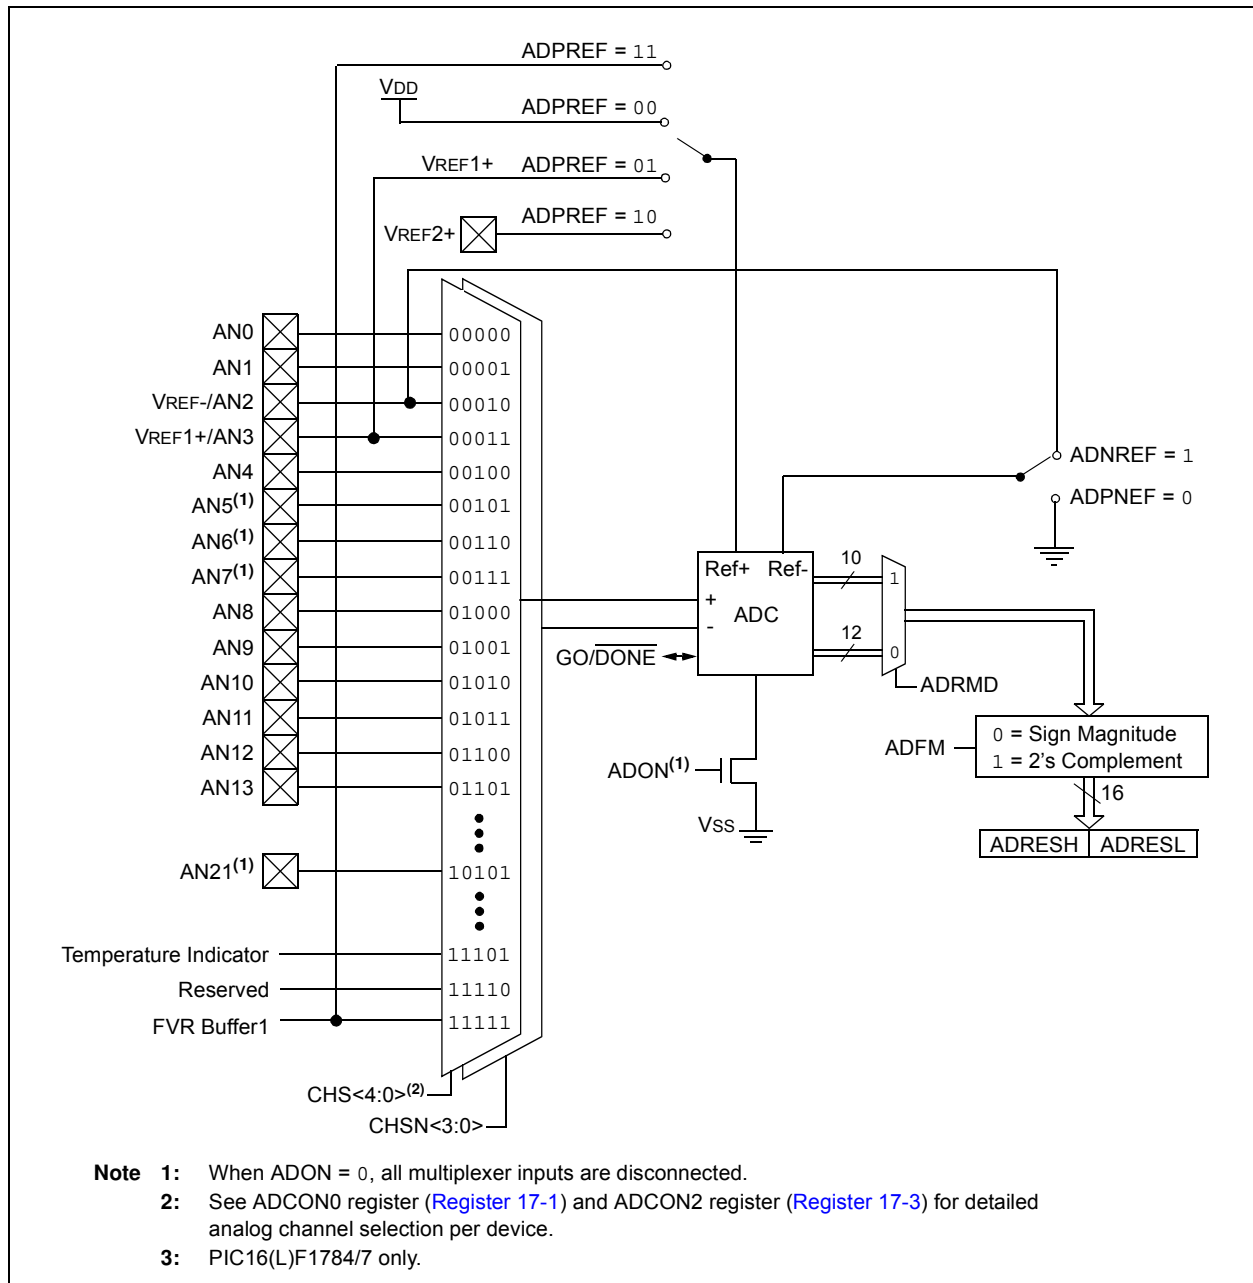 ADPREF = 11
VDD
ADPREF = 00
VREF1+ ADPREF = 01
ADPREF = 10
VREF2+
AN0 00000
AN1 00001
VREF-/AN2 00010
VREF1+/AN3 00011
ADNREF = 1
AN4 00100
AN5(1) 00101
ADPNEF = 0
AN6(1) 00110
Ref+ Ref- 10
AN7(1) 00111 1
AN8 01000 + ADC
- 12
AN9 01001 GO/DONE 0
AN10 01010 ADRMD
AN11 01011
0 = Sign Magnitude
AN12 01100 ADFM
1 = 2's Complement
AN13 01101 ADON(1)
16
VSS
ADRESH ADRESL
AN21(1) 10101
Temperature Indicator 11101
Reserved 11110
FVR Buffer1 11111
CHS<4:0>(2)
CHSN<3:0>
Note 1: When ADON = 0, all multiplexer inputs are disconnected.
2: See ADCON0 register (Register 17-1) and ADCON2 register (Register 17-3) for detailed
analog channel selection per device.
3: PIC16(L)F1784/7 only.